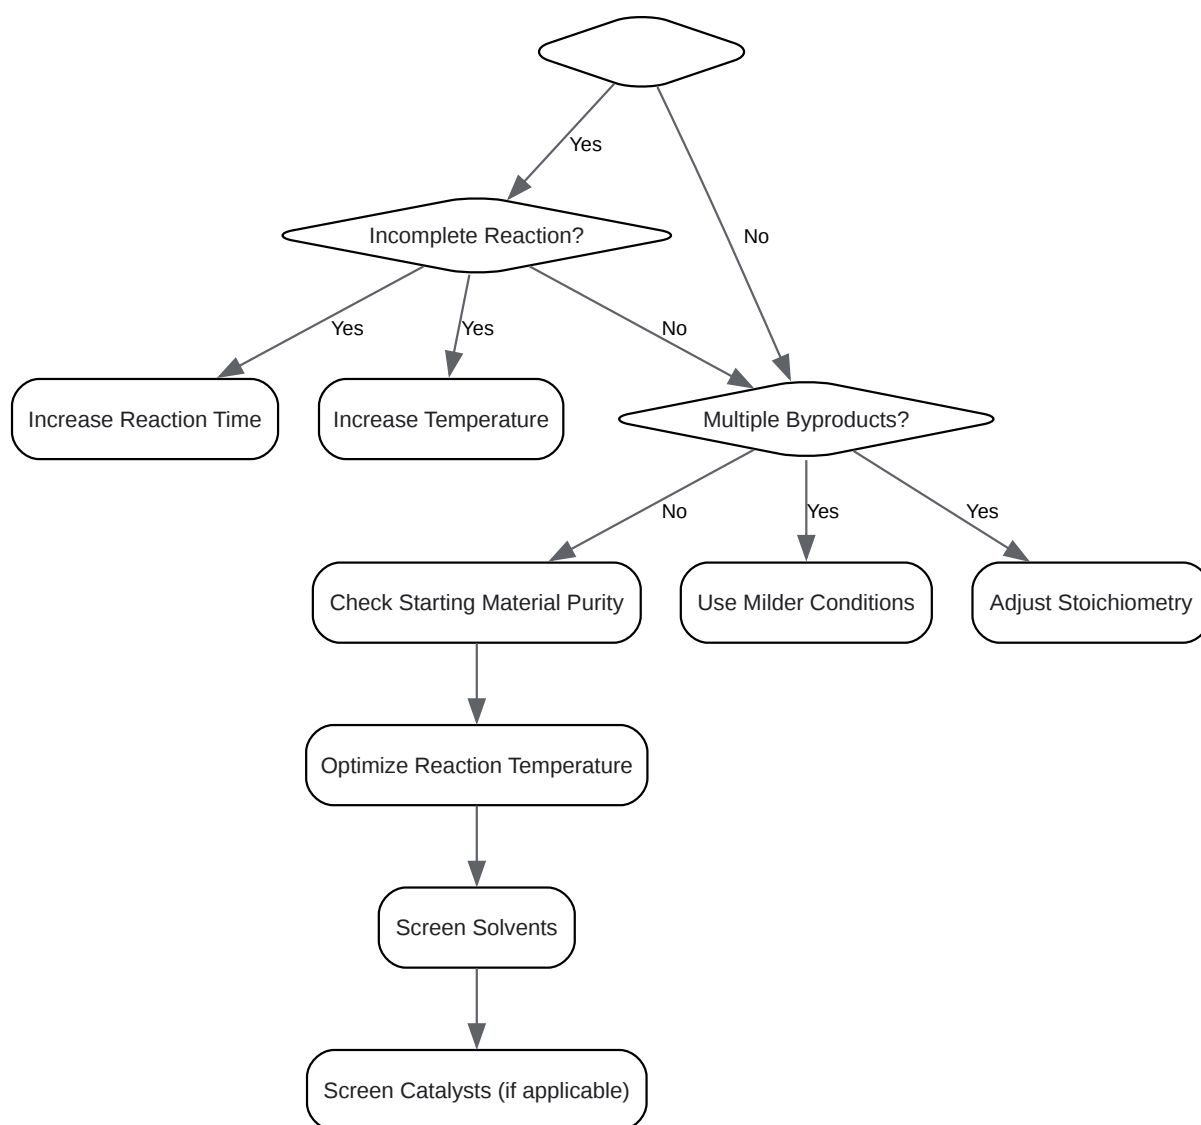 Yes
No
Incomplete Reaction?
Yes
Yes
No
Increase Reaction Time
Increase Temperature
Multiple Byproducts?
No
Yes
Yes
Check Starting Material Purity
Use Milder Conditions
Adjust Stoichiometry
Optimize Reaction Temperature
Screen Solvents
Screen Catalysts (if applicable)